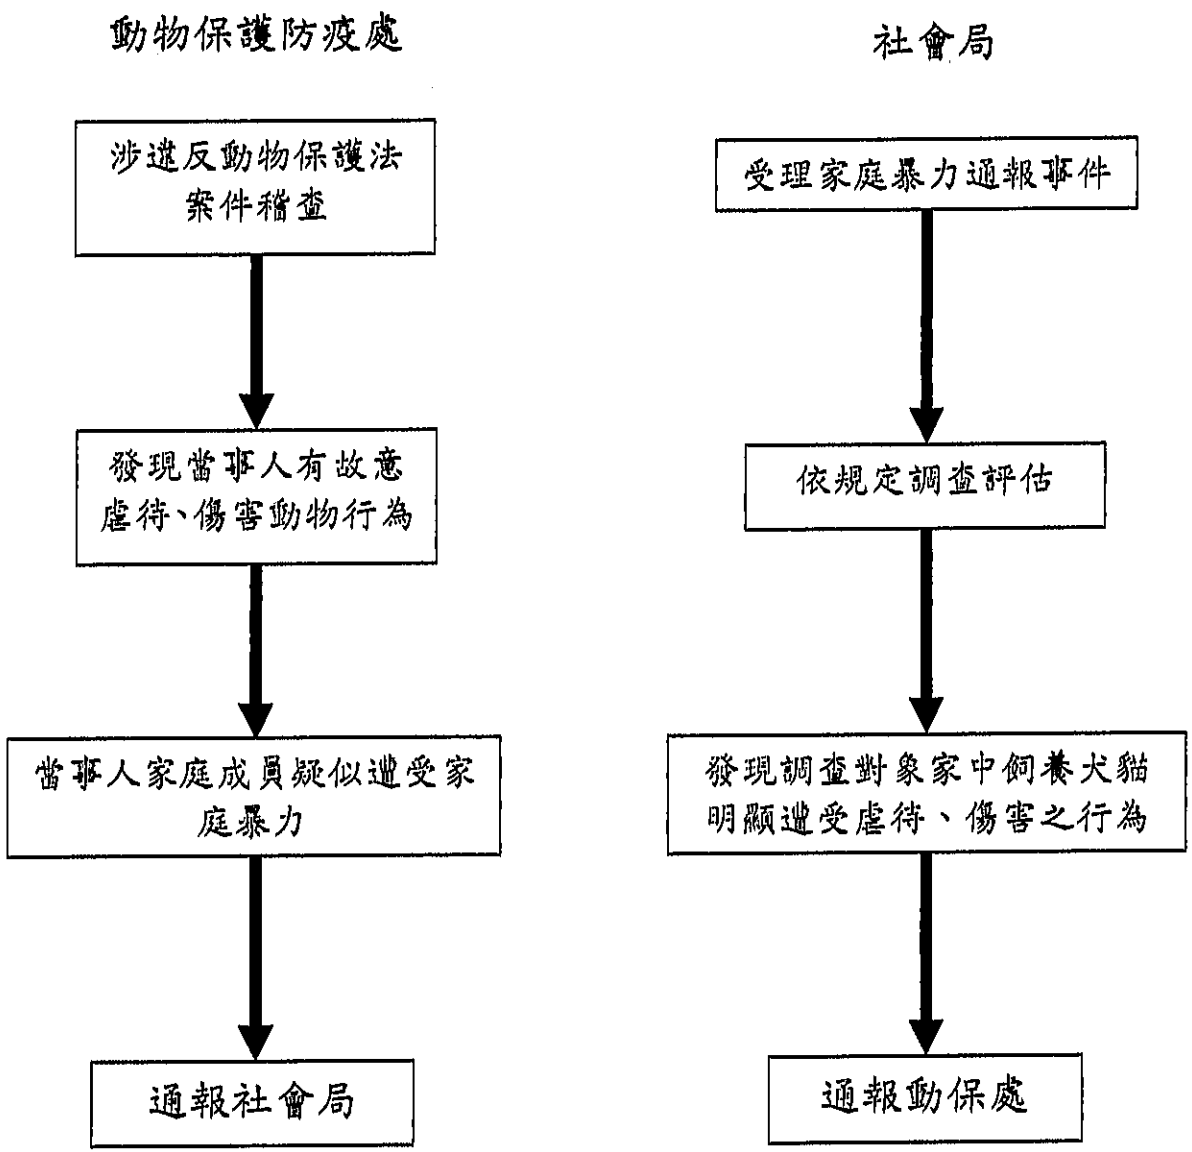 動物保護防疫處
涉違反動物保護法
案件稽查
發現當事人有故意
虐待、傷害動物行為
當事人家庭成員疑似遭受家
庭暴力
通報社會局
社會局
受理家庭暴力通報事件
依規定調查評估
發現調查對象家中飼養犬貓
明顯遭受虐待、傷害之行為
通報動保處